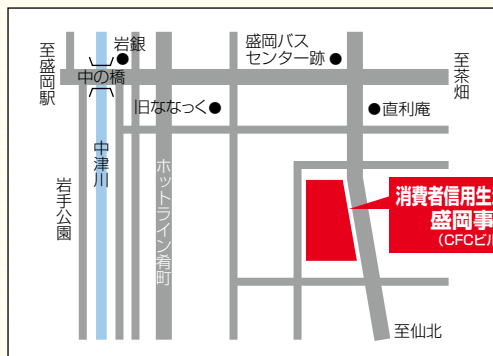 至盛岡駅
岩銀
中の橋
盛岡バス
センター跡
至茶畑
旧ななっく
直利庵
中津川
岩手公園
ホットライン肴町
消費者信用生
盛岡事
(CFCビル
至仙北